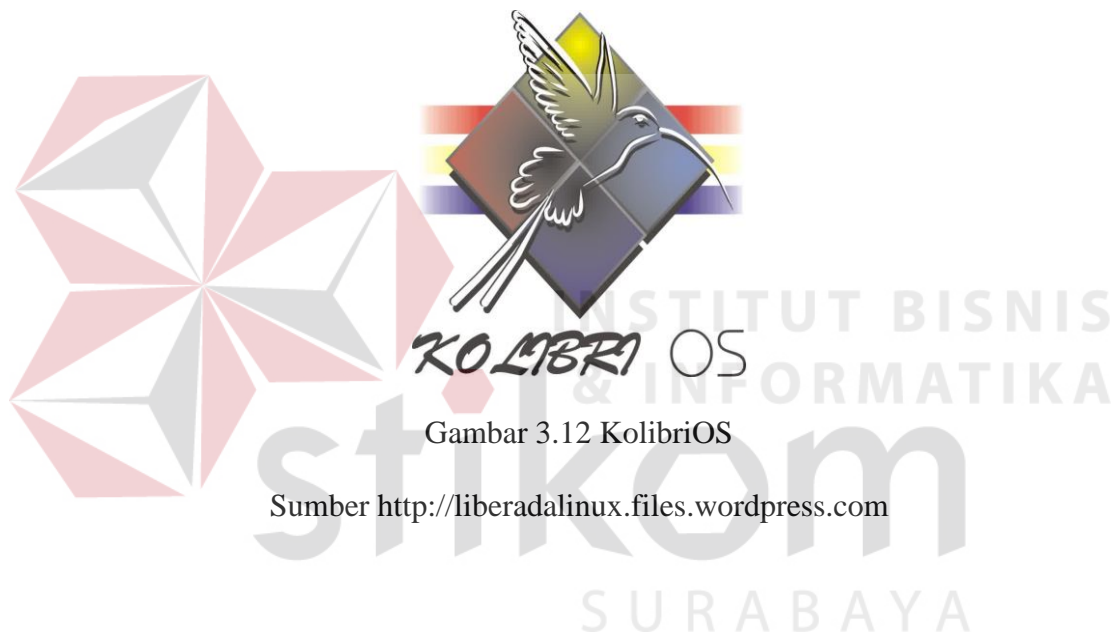 INSTITUT BISNIS
KOLIBRI OS
& INFORMATIKA
Gambar 3.12 KolibriOS
stikom
Sumber http://liberadalinux.files.wordpress.com
SURABAYA